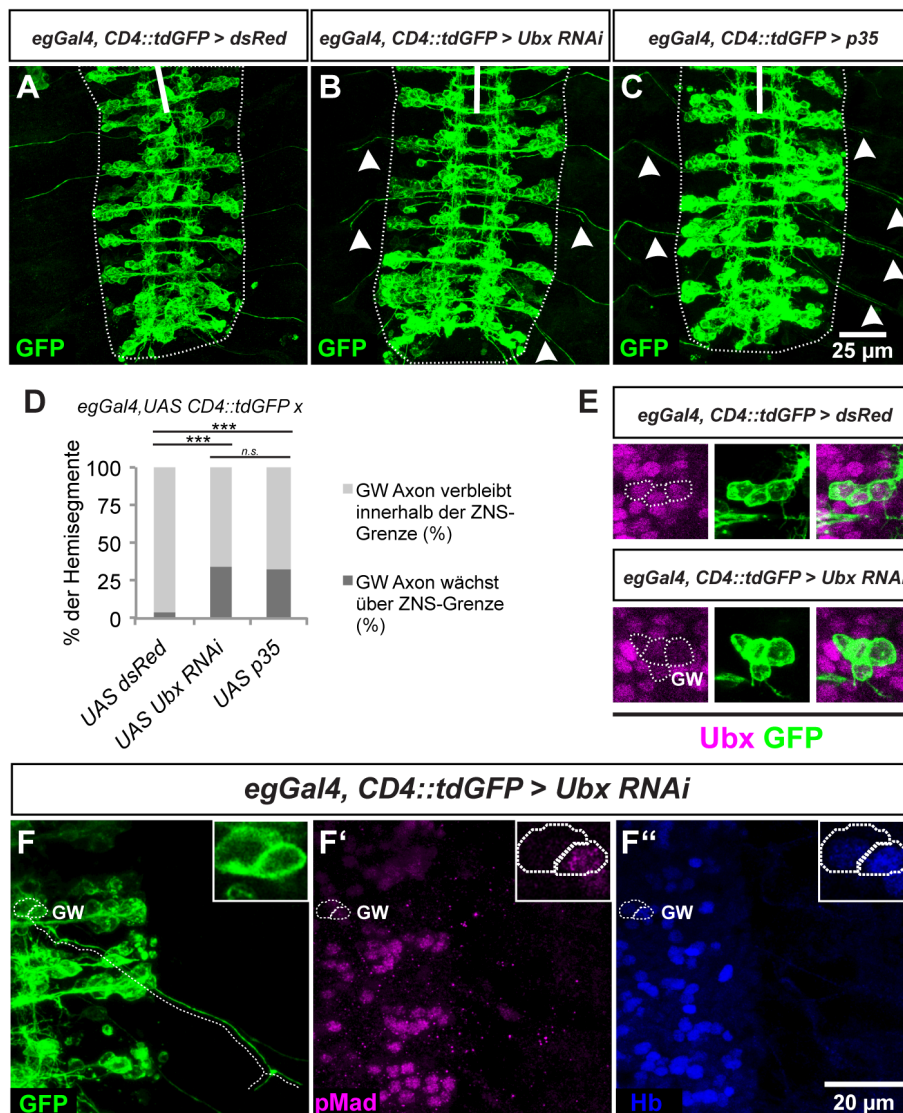 egGal4, CD4::tdGFP > dsRed
egGal4, CD4::tdGFP > Ubx RNAi
egGal4, CD4::tdGFP > p35
A
B
C
GFP
GFP
GFP
25 µm
D
egGal4,UAS CD4::tdGFP x
***
***
n.s.
% der Hemisegmente
100
75
50
25
0
UAS dsRed
UAS Ubx RNAi
UAS p35
GW Axon verbleibt
innerhalb der ZNS-
Grenze (%)
GW Axon wächst
über ZNS-Grenze
(%)
E
egGal4, CD4::tdGFP > dsRed
egGal4, CD4::tdGFP > Ubx RNAi
GW
Ubx GFP
egGal4, CD4::tdGFP > Ubx RNAi
F
GW
GFP
F‘
GW
pMad
F‘‘
GW
Hb
20 µm